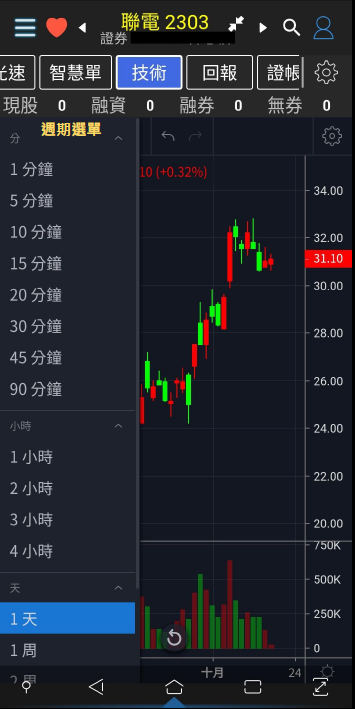 聯電 2303
證券
光速 智慧單 技術 回報 證帳
現股 0 融資 0 融券 0 無券 0
分 週期選單
10 (+0.32%)
1 分鐘
5 分鐘
10 分鐘
15 分鐘
20 分鐘
30 分鐘
45 分鐘
90 分鐘
小時
1 小時
2 小時
3 小時
4 小時
天
1 天
1 周
2 周
34.00
32.00
31.10
30.00
28.00
26.00
24.00
22.00
20.00
750K
500K
250K
0
十月 24